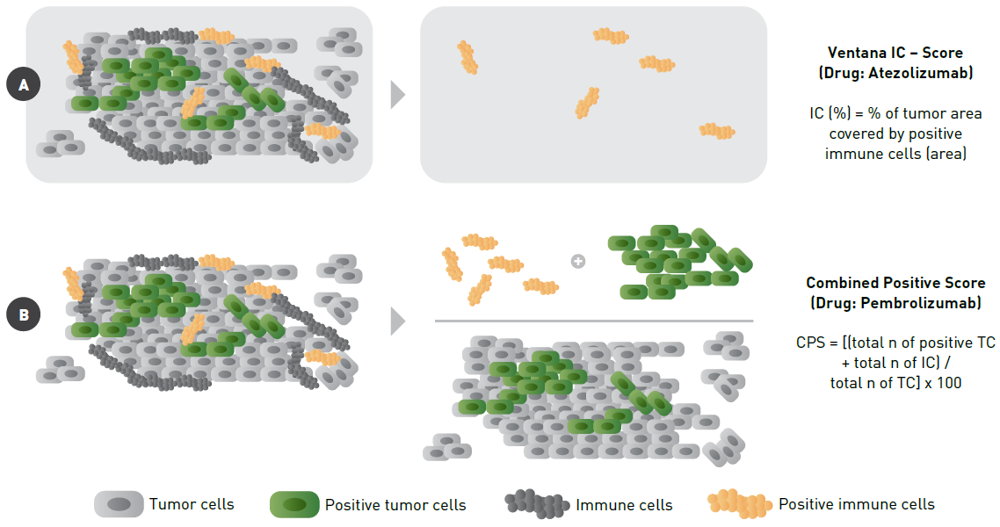 A
Ventana IC – Score
(Drug: Atezolizumab)
IC (%) = % of tumor area
covered by positive
immune cells (area)
B
+
Combined Positive Score
(Drug: Pembrolizumab)
CPS = [(total n of positive TC
+ total n of IC) /
total n of TC] x 100
Tumor cells
Positive tumor cells
Immune cells
Positive immune cells